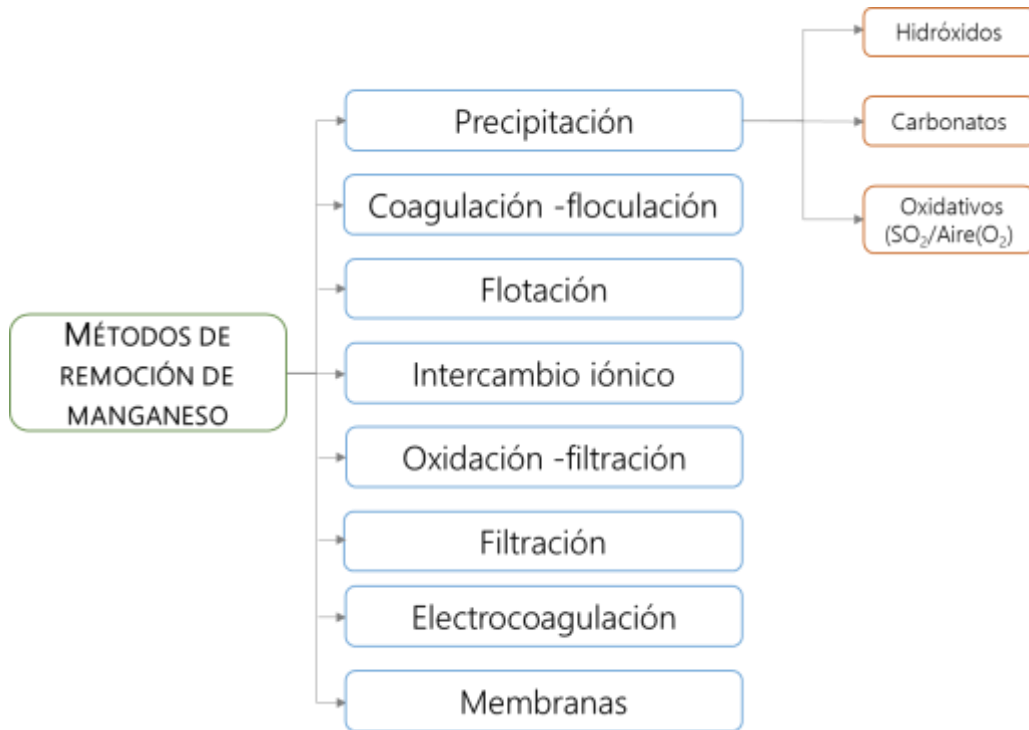 MÉTODOS DE
REMOCIÓN DE
MANGANESO
Precipitación
Coagulación -floculación
Flotación
Intercambio iónico
Oxidación -filtración
Filtración
Electrocoagulación
Membranas
Hidróxidos
Carbonatos
Oxidativos
(SO₂/Aire(O₂)